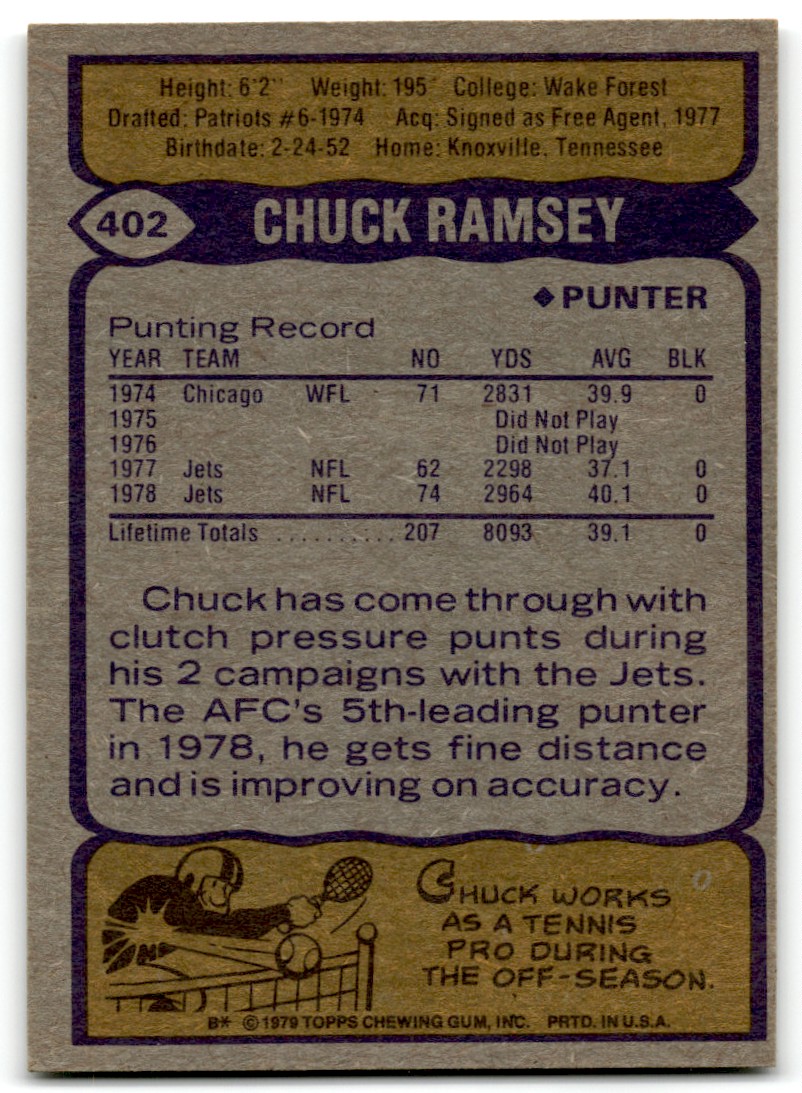 Height: 6'2" Weight: 195 College: Wake Forest
Drafted: Patriots #6-1974 Acq: Signed as Free Agent, 1977
Birthdate: 2-24-52 Home: Knoxville, Tennessee
402 CHUCK RAMSEY
◆PUNTER
Punting Record
YEAR TEAM NO YDS AVG BLK
1974 Chicago WFL 71 2831 39.9 0
1975 Did Not Play
1976 Did Not Play
1977 Jets NFL 62 2298 37.1 0
1978 Jets NFL 74 2964 40.1 0
Lifetime Totals .......... 207 8093 39.1 0
Chuck has come through with
clutch pressure punts during
his 2 campaigns with the Jets.
The AFC's 5th-leading punter
in 1978, he gets fine distance
and is improving on accuracy.
CHUCK WORKS
AS A TENNIS
PRO DURING
THE OFF-SEASON.
B* © 1979 TOPPS CHEWING GUM, INC. PRTD. IN U.S.A.